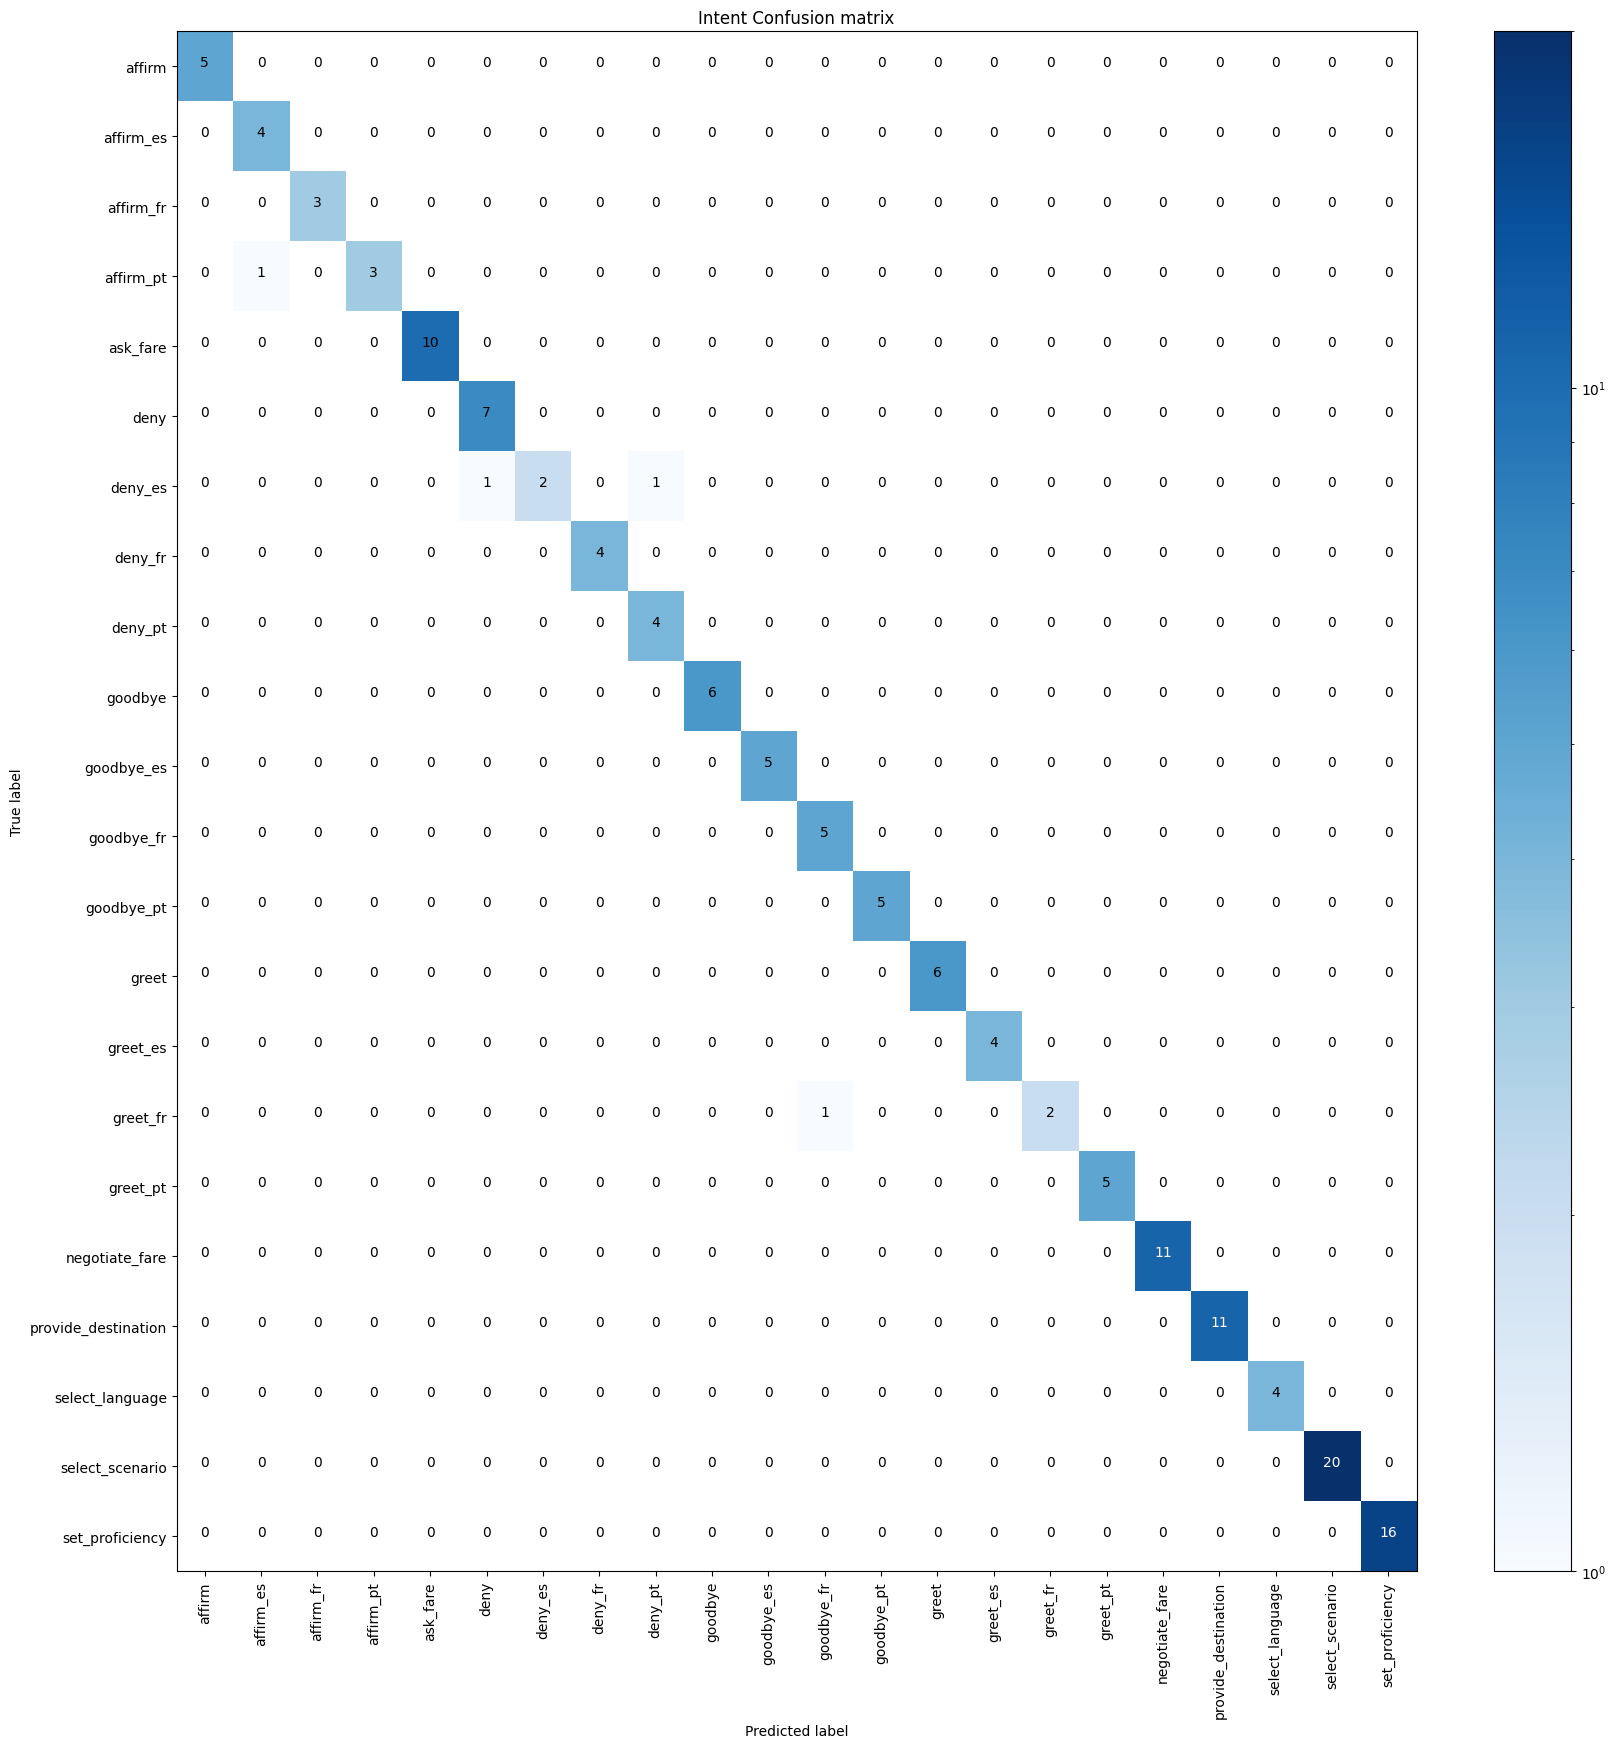 Intent Confusion matrix
affirm 5 0 0 0 0 0 0 0 0 0 0 0 0 0 0 0 0 0 0 0 0 0
affirm_es 0 4 0 0 0 0 0 0 0 0 0 0 0 0 0 0 0 0 0 0 0 0
affirm_fr 0 0 3 0 0 0 0 0 0 0 0 0 0 0 0 0 0 0 0 0 0 0
affirm_pt 0 1 0 3 0 0 0 0 0 0 0 0 0 0 0 0 0 0 0 0 0 0
ask_fare 0 0 0 0 10 0 0 0 0 0 0 0 0 0 0 0 0 0 0 0 0 0
10¹
deny 0 0 0 0 0 7 0 0 0 0 0 0 0 0 0 0 0 0 0 0 0 0
deny_es 0 0 0 0 0 1 2 0 1 0 0 0 0 0 0 0 0 0 0 0 0 0
deny_fr 0 0 0 0 0 0 0 4 0 0 0 0 0 0 0 0 0 0 0 0 0 0
deny_pt 0 0 0 0 0 0 0 0 4 0 0 0 0 0 0 0 0 0 0 0 0 0
goodbye 0 0 0 0 0 0 0 0 0 6 0 0 0 0 0 0 0 0 0 0 0 0
goodbye_es 0 0 0 0 0 0 0 0 0 0 5 0 0 0 0 0 0 0 0 0 0 0
True label
goodbye_fr 0 0 0 0 0 0 0 0 0 0 0 5 0 0 0 0 0 0 0 0 0 0
goodbye_pt 0 0 0 0 0 0 0 0 0 0 0 0 5 0 0 0 0 0 0 0 0 0
greet 0 0 0 0 0 0 0 0 0 0 0 0 0 6 0 0 0 0 0 0 0 0
greet_es 0 0 0 0 0 0 0 0 0 0 0 0 0 0 4 0 0 0 0 0 0 0
greet_fr 0 0 0 0 0 0 0 0 0 0 0 1 0 0 0 2 0 0 0 0 0 0
greet_pt 0 0 0 0 0 0 0 0 0 0 0 0 0 0 0 0 5 0 0 0 0 0
negotiate_fare 0 0 0 0 0 0 0 0 0 0 0 0 0 0 0 0 0 11 0 0 0 0
provide_destination 0 0 0 0 0 0 0 0 0 0 0 0 0 0 0 0 0 0 11 0 0 0
select_language 0 0 0 0 0 0 0 0 0 0 0 0 0 0 0 0 0 0 0 4 0 0
select_scenario 0 0 0 0 0 0 0 0 0 0 0 0 0 0 0 0 0 0 0 0 20 0
set_proficiency 0 0 0 0 0 0 0 0 0 0 0 0 0 0 0 0 0 0 0 0 0 16
10⁰
affirm
affirm_es
affirm_fr
affirm_pt
ask_fare
deny
deny_es
deny_fr
deny_pt
goodbye
goodbye_es
goodbye_fr
goodbye_pt
greet
greet_es
greet_fr
greet_pt
negotiate_fare
provide_destination
select_language
select_scenario
set_proficiency
Predicted label